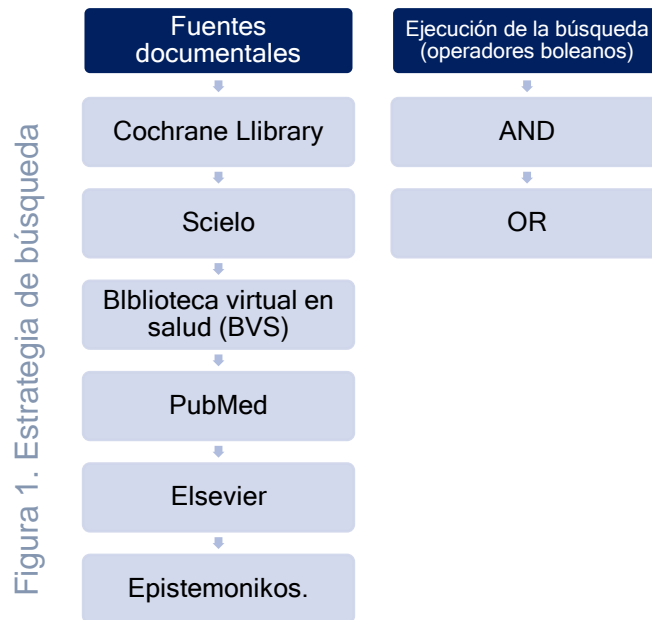 Figura 1. Estrategia de búsqueda
Fuentes
documentales
Cochrane Llibrary
Scielo
BIblioteca virtual en
salud (BVS)
PubMed
Elsevier
Epistemonikos.
Ejecución de la búsqueda
(operadores boleanos)
AND
OR